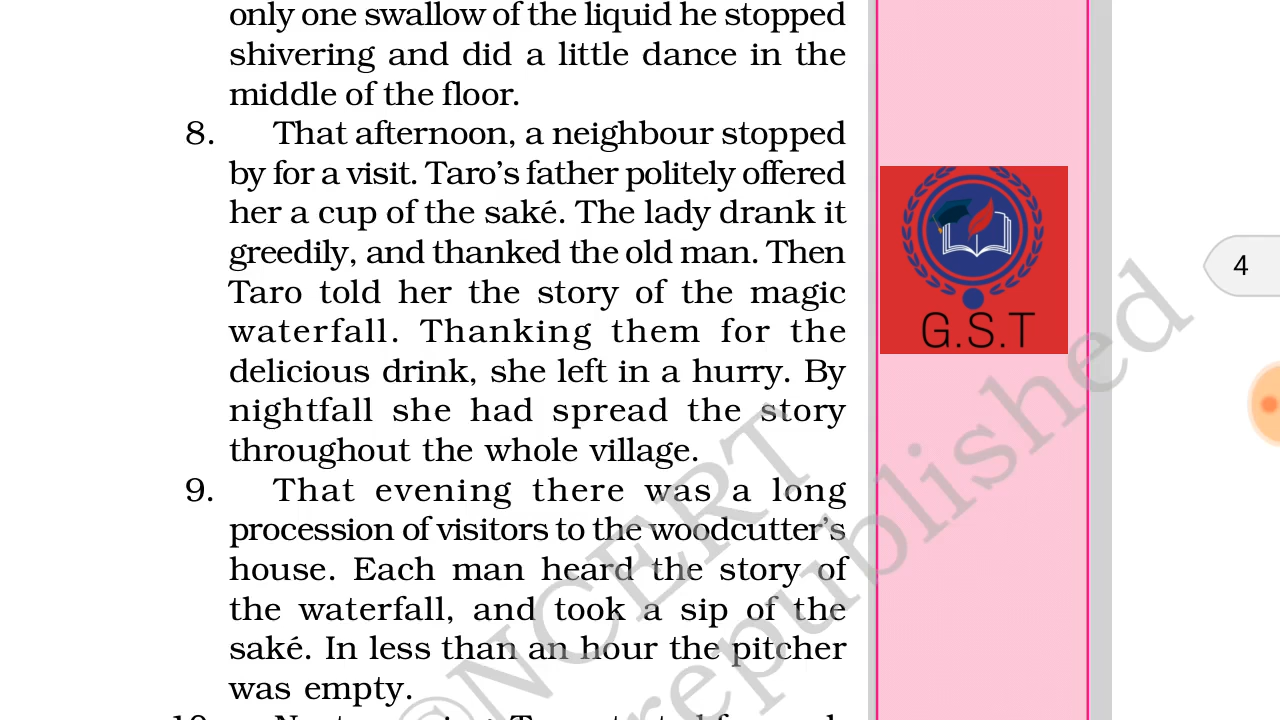 only one swallow of the liquid he stopped
shivering and did a little dance in the
middle of the floor.
8. That afternoon, a neighbour stopped
by for a visit. Taro's father politely offered
her a cup of the saké. The lady drank it
greedily, and thanked the old man. Then
Taro told her the story of the magic
waterfall. Thanking them for the
delicious drink, she left in a hurry. By
nightfall she had spread the story
throughout the whole village.
9. That evening there was a long
procession of visitors to the woodcutter's
house. Each man heard the story of
the waterfall, and took a sip of the
saké. In less than an hour the pitcher
was empty.
G.S.T
4
©NCERT
republished